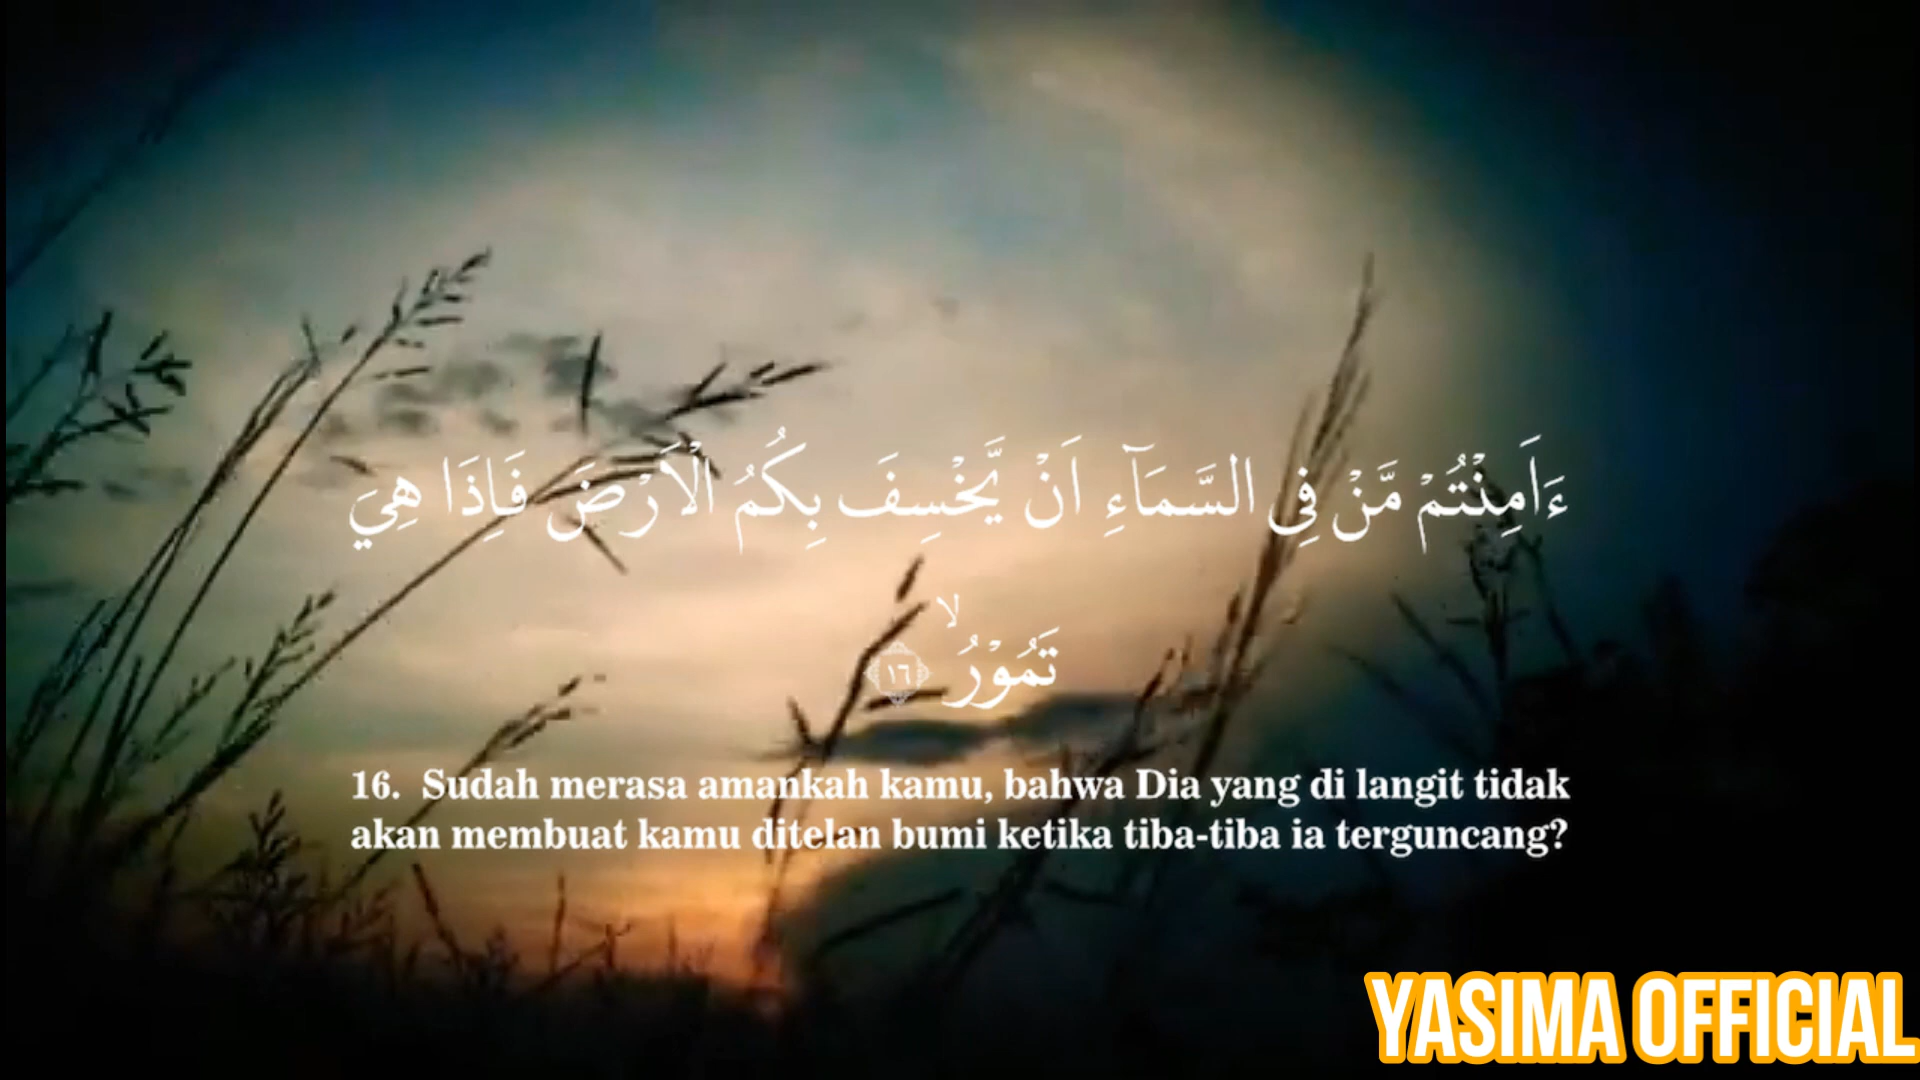 ءَاَمِنْتُمْ مَّنْ فِى السَّمَاۤءِ اَنْ يَّخْسِفَ بِكُمُ الْاَرْضَ فَاِذَا هِيَ
تَمُوْرُۙ ١٦
16. Sudah merasa amankah kamu, bahwa Dia yang di langit tidak
akan membuat kamu ditelan bumi ketika tiba-tiba ia terguncang?
YASIMA OFFICIAL